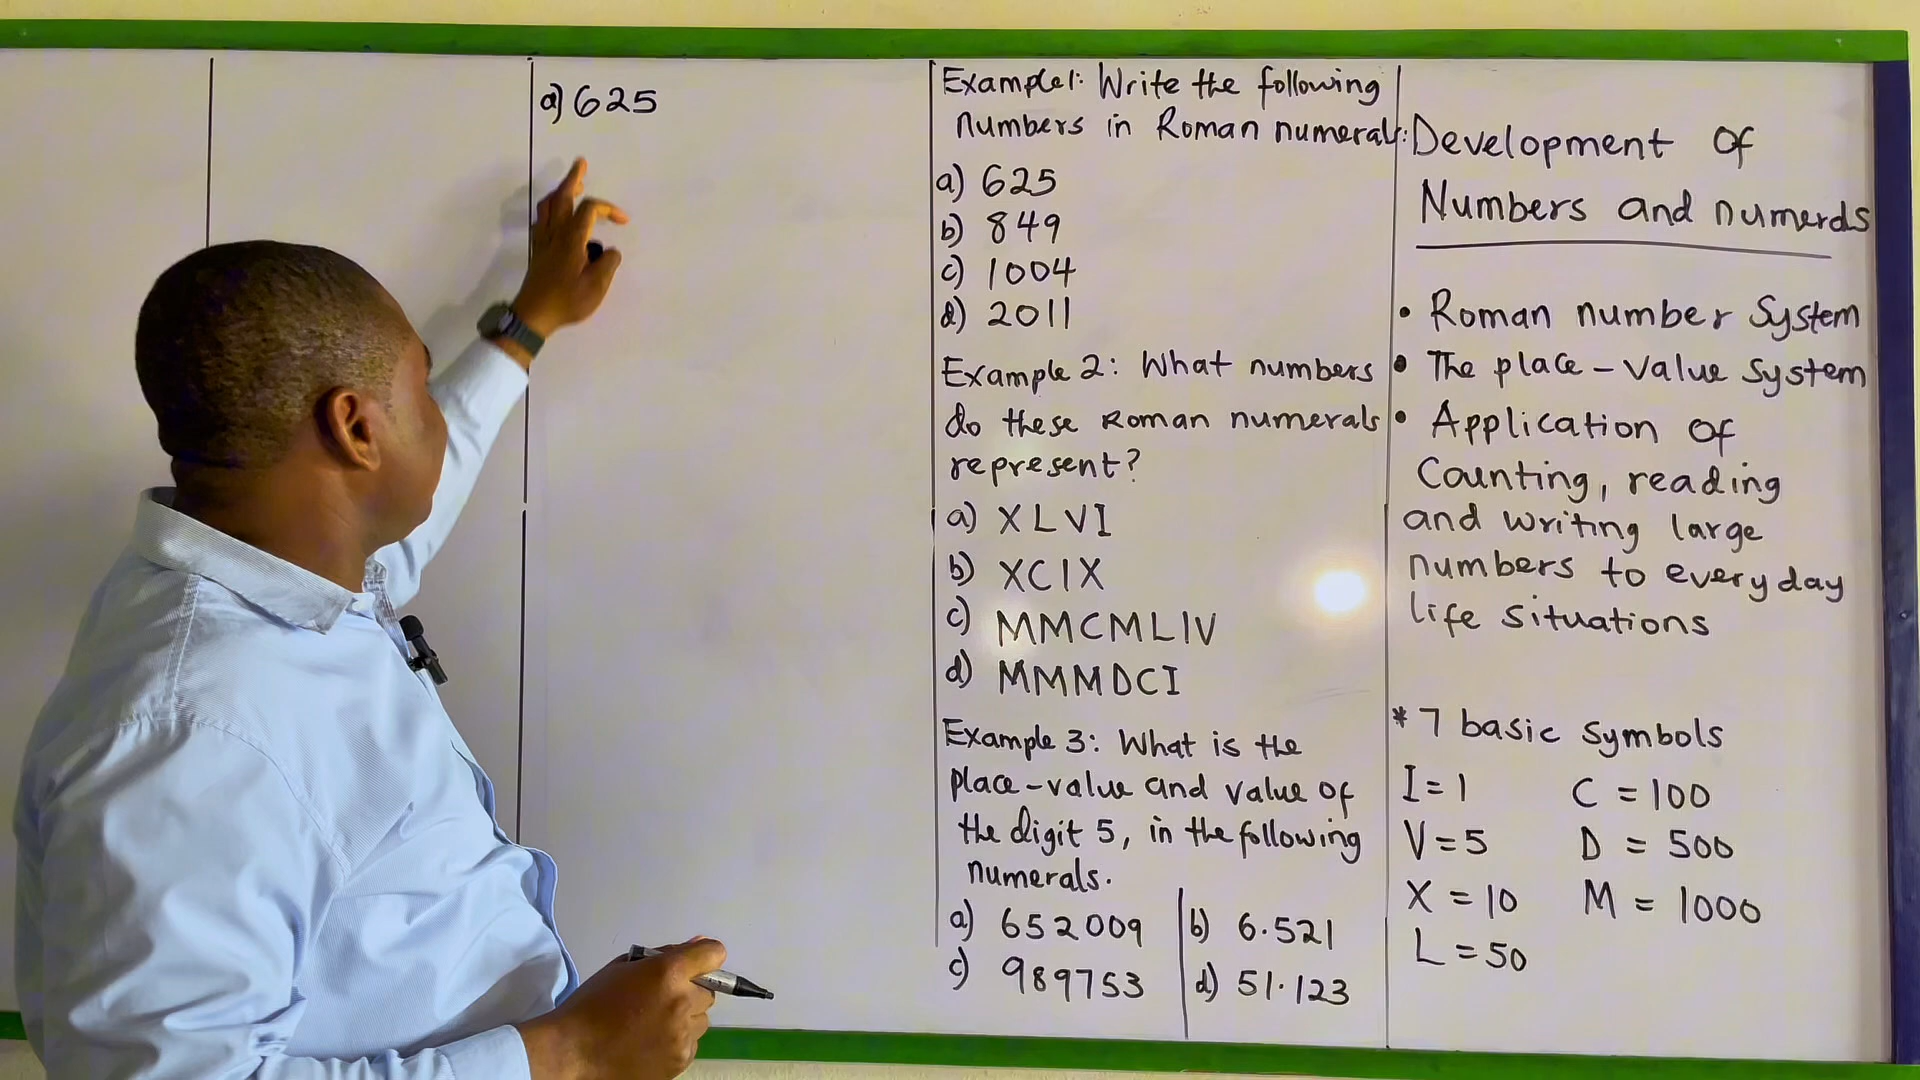 a) 625
Example 1: Write the following
numbers in Roman numerals:
a) 625
b) 849
c) 1004
d) 2011
Example 2: What numbers
do these Roman numerals
represent?
a) XLVI
b) XCIX
c) MMCMLIV
d) MMMDCI
Example 3: What is the
place-value and value of
the digit 5, in the following
numerals.
a) 652009
b) 6.521
c) 989753
d) 51.123
Development of
Numbers and numerals
• Roman number System
• The place-value system
• Application of
Counting, reading
and writing large
numbers to everyday
life situations
* 7 basic symbols
I = 1
C = 100
V = 5
D = 500
X = 10
M = 1000
L = 50